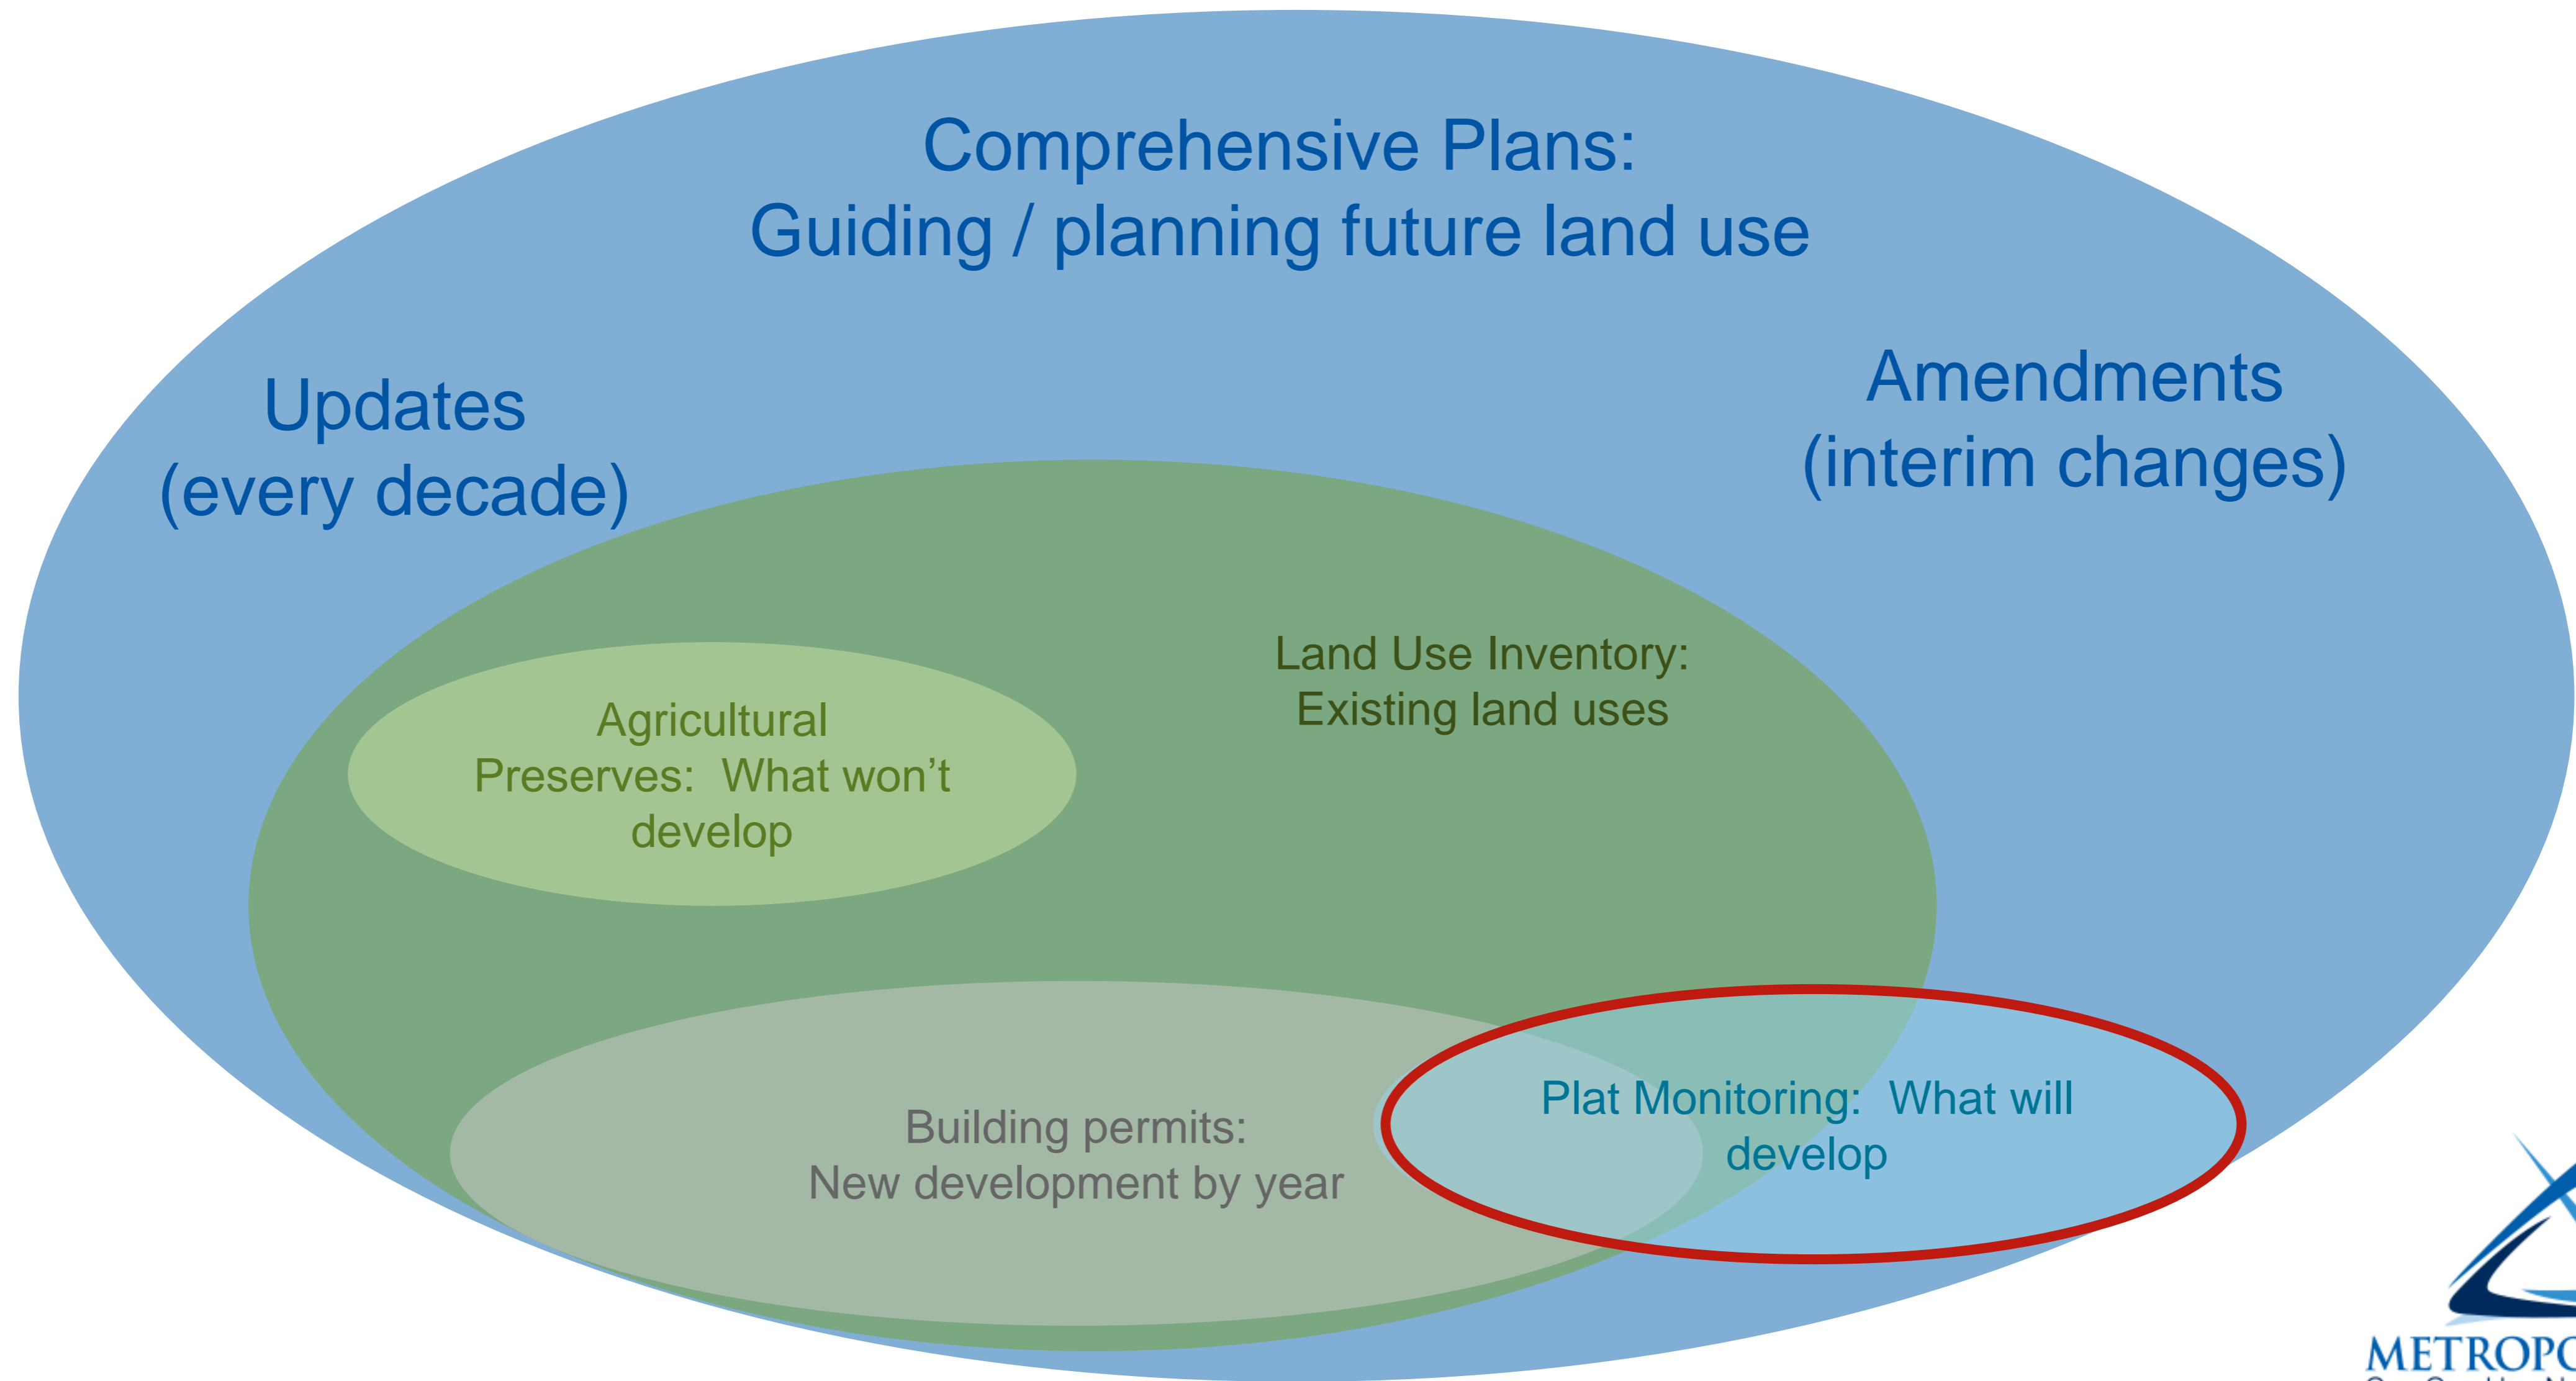 Comprehensive Plans:
Guiding / planning future land use
Updates
(every decade)
Amendments
(interim changes)
Land Use Inventory:
Existing land uses
Agricultural
Preserves:  What won’t
develop
Building permits:
New development by year
Plat Monitoring:  What will
develop